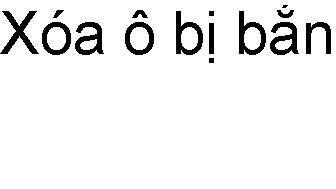 Xóa ô bị bắn